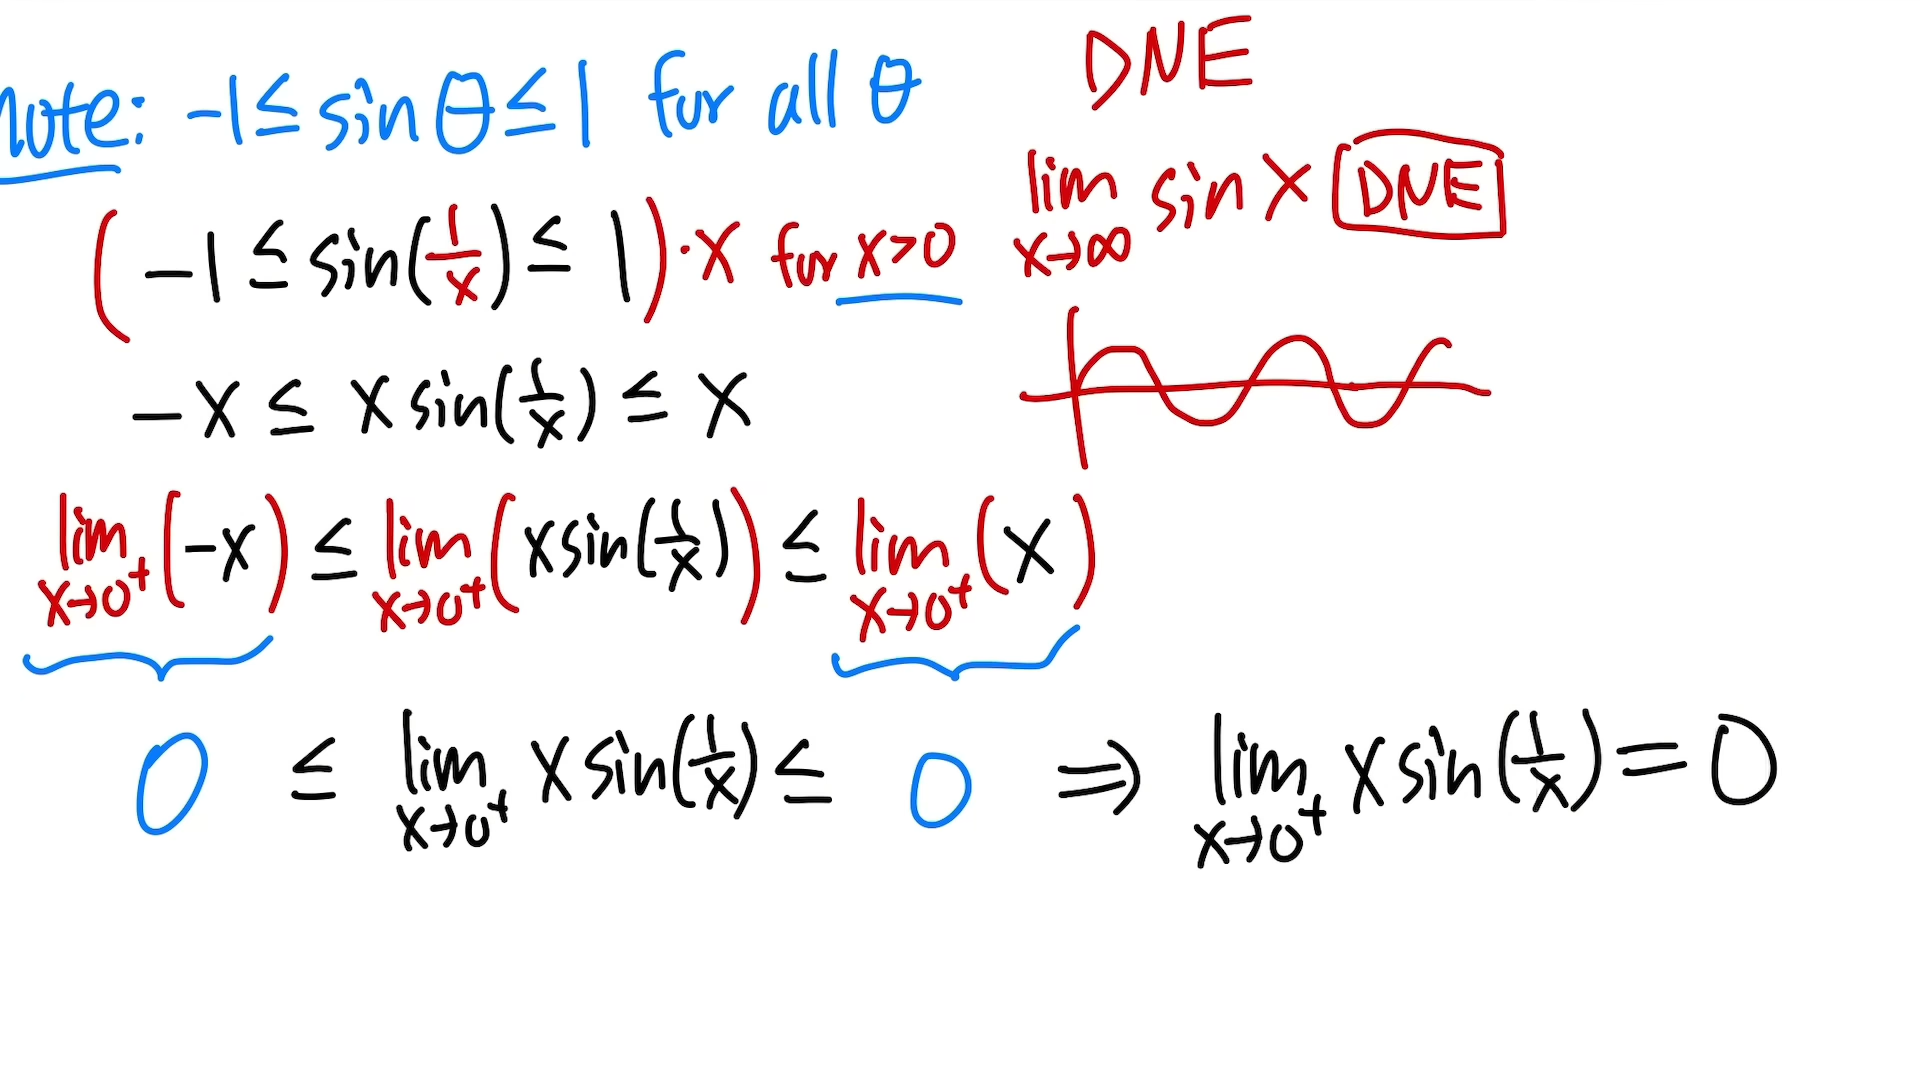 Note: -1 ≤ sin θ ≤ 1 for all θ
DNE
lim x→∞ sin x DNE
( -1 ≤ sin(1/x) ≤ 1 )·x for x>0
-x ≤ x sin(1/x) ≤ x
lim x→0⁺ (-x) ≤ lim x→0⁺ (x sin(1/x)) ≤ lim x→0⁺ (x)
0 ≤ lim x→0⁺ x sin(1/x) ≤ 0 ⇒ lim x→0⁺ x sin(1/x) = 0